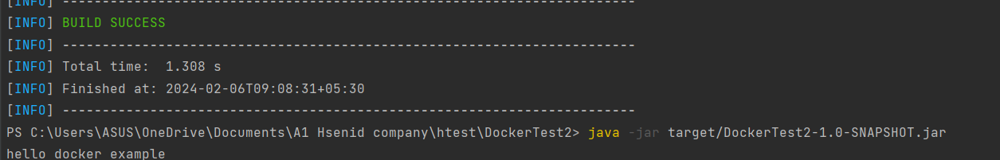 [INFO] ------------------------------------------------------------------------
[INFO] BUILD SUCCESS
[INFO] ------------------------------------------------------------------------
[INFO] Total time:  1.308 s
[INFO] Finished at: 2024-02-06T09:08:31+05:30
[INFO] ------------------------------------------------------------------------
PS C:\Users\ASUS\OneDrive\Documents\A1 Hsenid company\htest\DockerTest2> java -jar target/DockerTest2-1.0-SNAPSHOT.jar
hello docker example